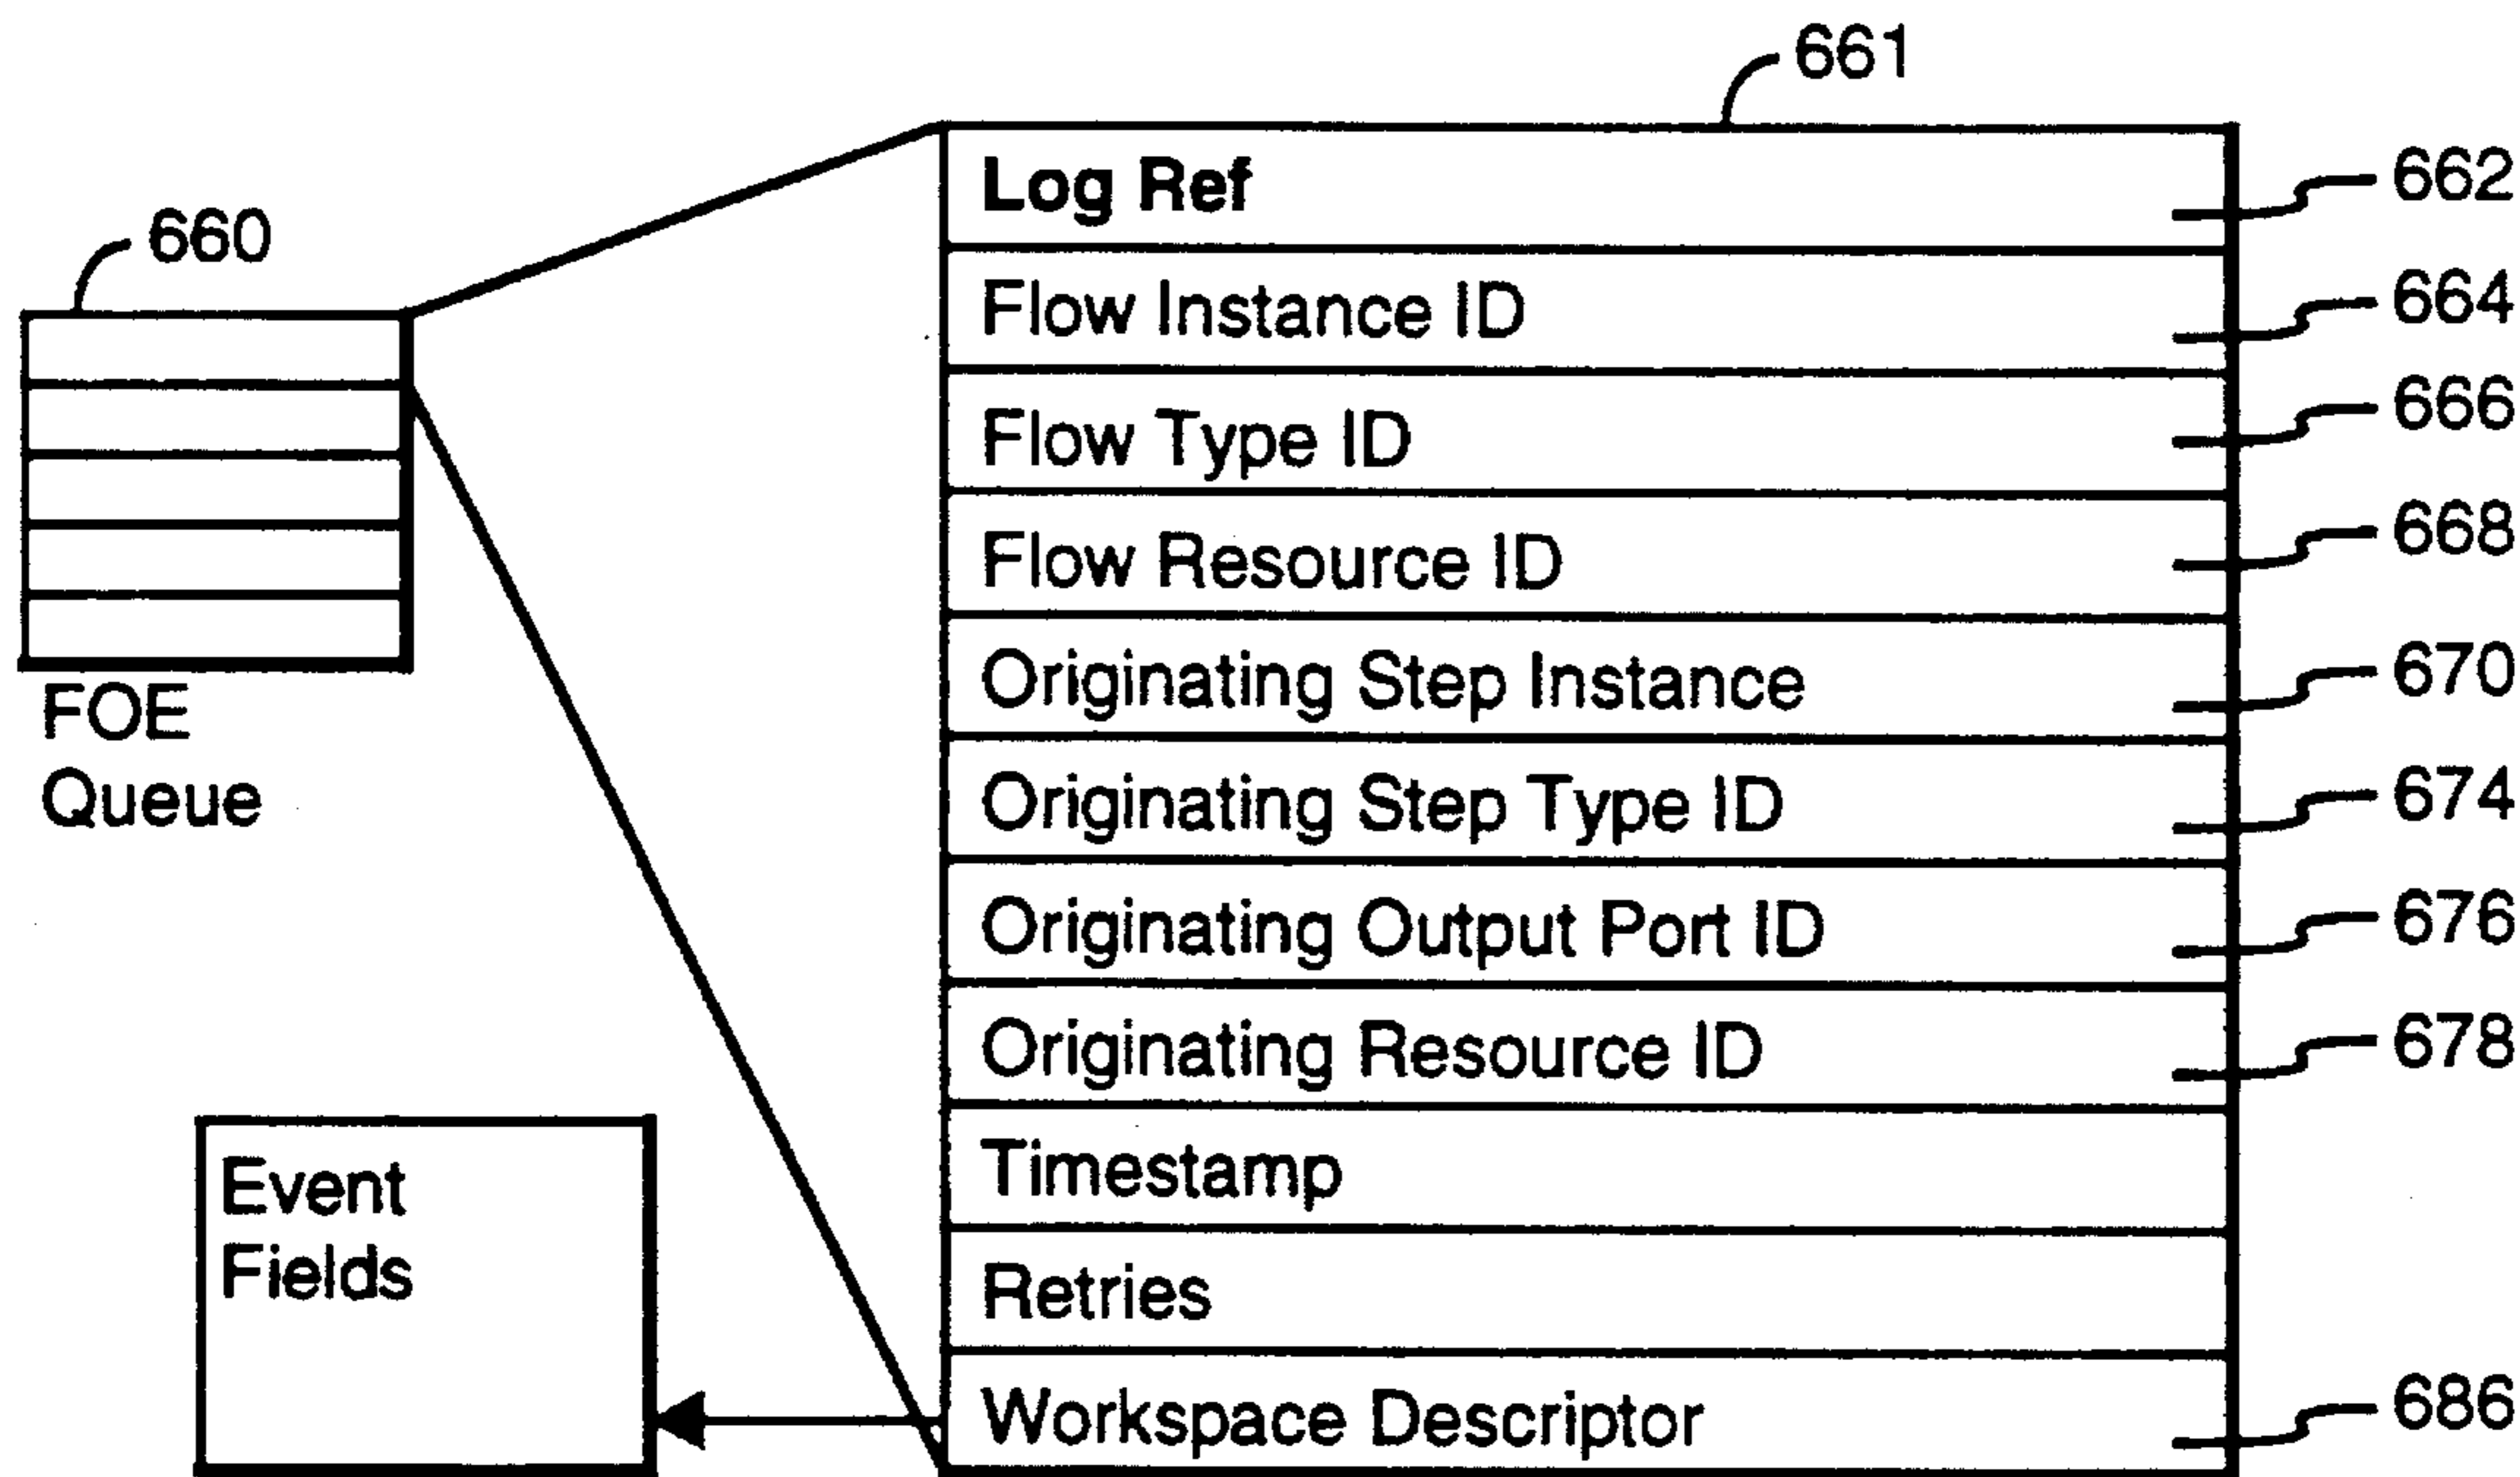 661
Log Ref
662
660
Flow Instance ID
664
Flow Type ID
666
Flow Resource ID
668
Originating Step Instance
670
FOE
Queue
Originating Step Type ID
674
Originating Output Port ID
676
Originating Resource ID
678
Event
Fields
Timestamp
Retries
Workspace Descriptor
686